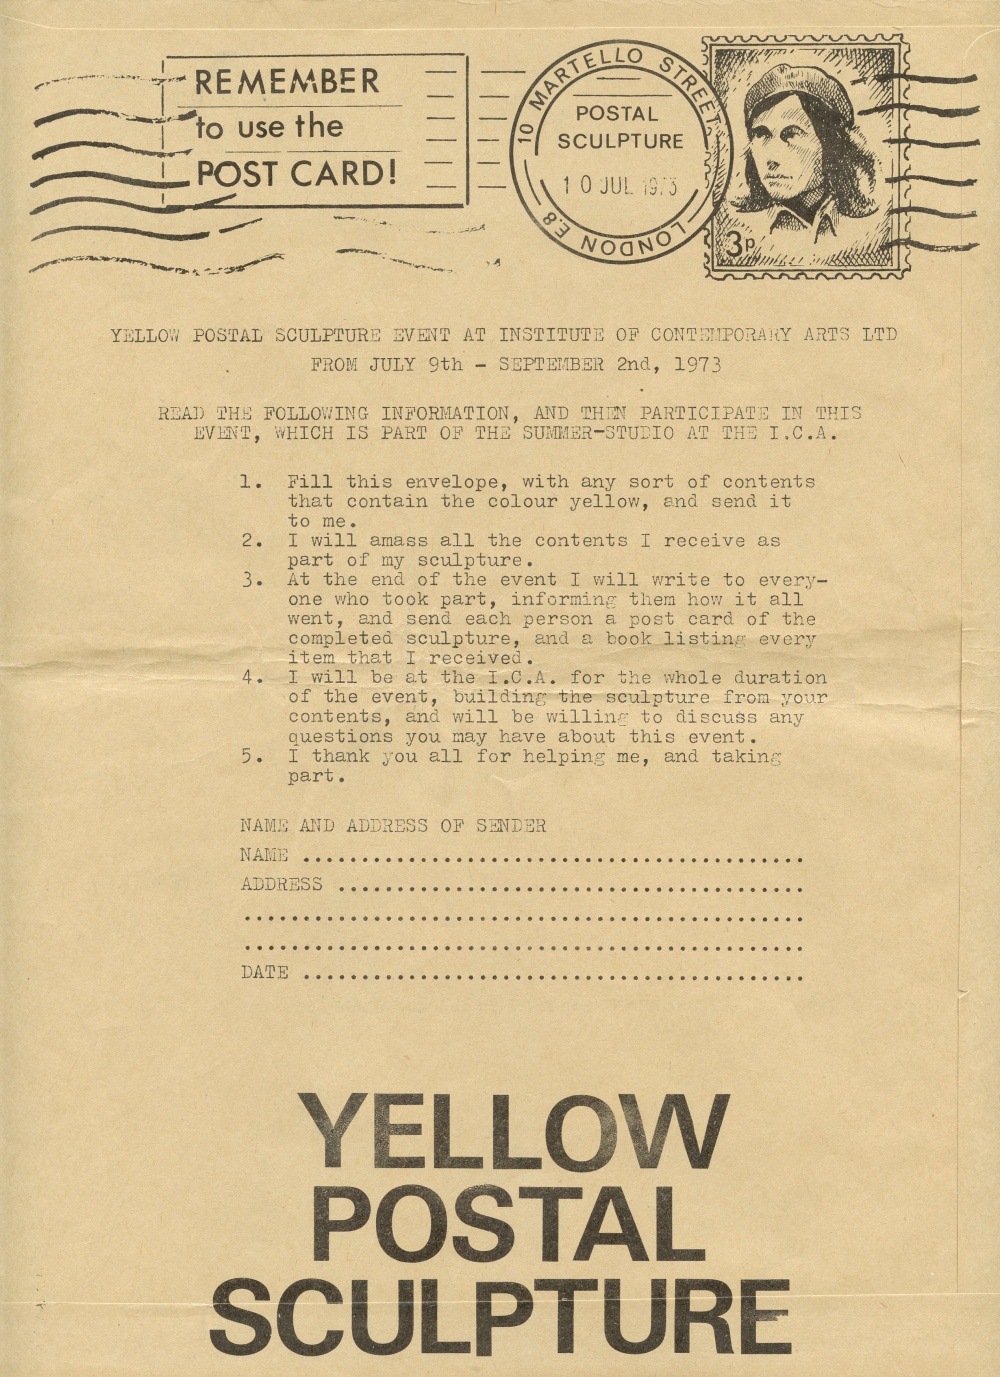 REMEMBER
to use the
POST CARD!
10 MARTELLO STREET
POSTAL
SCULPTURE
10 JUL 1973
LONDON E.8
3p
YELLOW POSTAL SCULPTURE EVENT AT INSTITUTE OF CONTEMPORARY ARTS LTD
FROM JULY 9th - SEPTEMBER 2nd, 1973
READ THE FOLLOWING INFORMATION, AND THEN PARTICIPATE IN THIS
EVENT, WHICH IS PART OF THE SUMMER-STUDIO AT THE I.C.A.
1. Fill this envelope, with any sort of contents
that contain the colour yellow, and send it
to me.
2. I will amass all the contents I receive as
part of my sculpture.
3. At the end of the event I will write to every-
one who took part, informing them how it all
went, and send each person a post card of the
completed sculpture, and a book listing every
item that I received.
4. I will be at the I.C.A. for the whole duration
of the event, building the sculpture from your
contents, and will be willing to discuss any
questions you may have about this event.
5. I thank you all for helping me, and taking
part.
NAME AND ADDRESS OF SENDER
NAME ...........................................
ADDRESS ........................................
................................................
................................................
DATE ...........................................
YELLOW
POSTAL
SCULPTURE